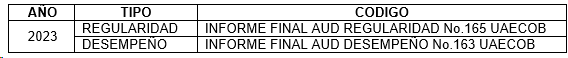 AÑO TIPO CODIGO
2023 REGULARIDAD INFORME FINAL AUD REGULARIDAD No.165 UAECOB
DESEMPEÑO INFORME FINAL AUD DESEMPEÑO No.163 UAECOB